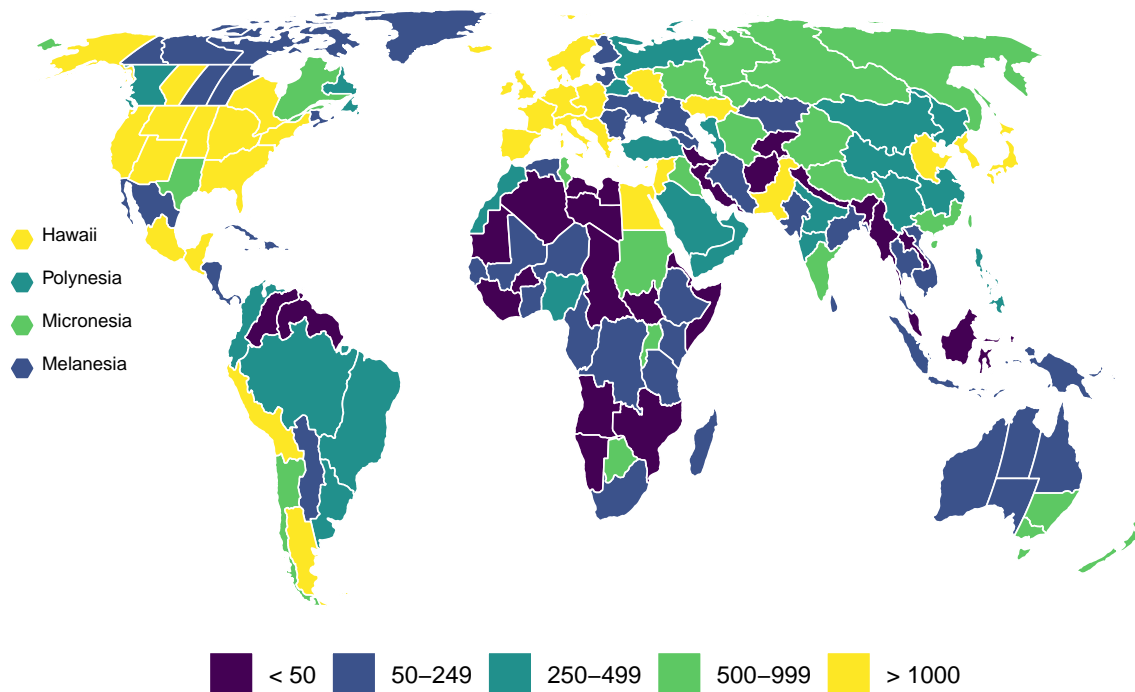 Hawaii
Polynesia
Micronesia
Melanesia
< 50
50–249
250–499
500–999
> 1000